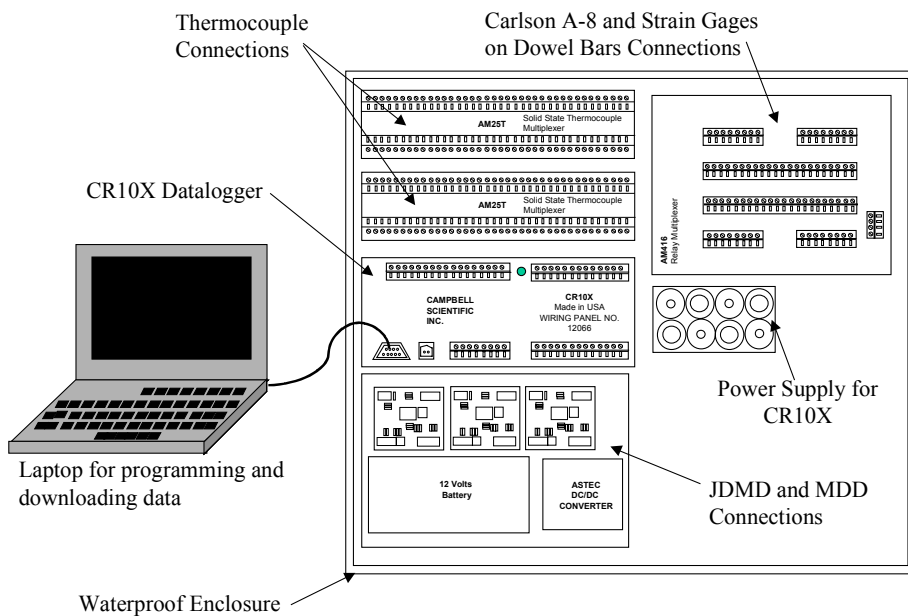 Thermocouple
Connections
Carlson A-8 and Strain Gages
on Dowel Bars Connections
AM25T
Solid State Thermocouple
Multiplexer
CR10X Datalogger
AM25T
Solid State Thermocouple
Multiplexer
AM416
Relay Multiplexer
CAMPBELL
SCIENTIFIC
INC.
CR10X
Made in USA
WIRING PANEL NO.
12066
Power Supply for
CR10X
Laptop for programming and
downloading data
12 Volts
Battery
ASTEC
DC/DC
CONVERTER
JDMD and MDD
Connections
Waterproof Enclosure